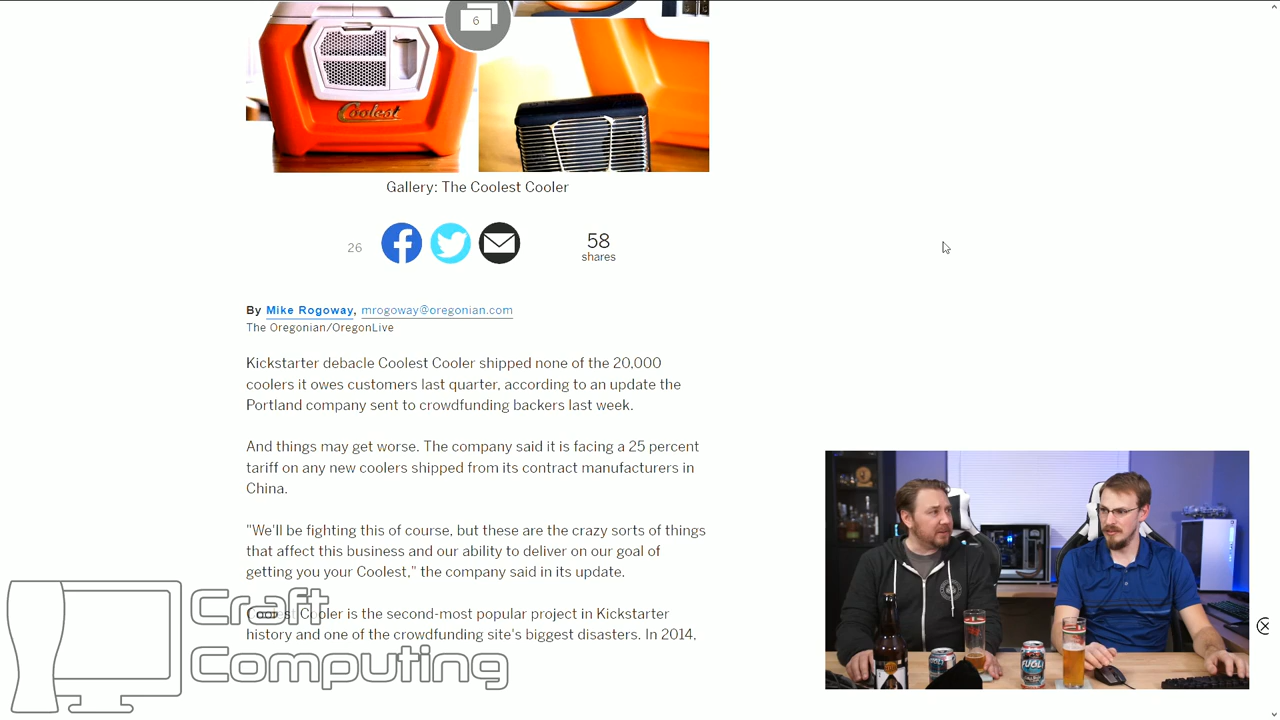 6
Coolest
Gallery: The Coolest Cooler
26
58
shares
By Mike Rogoway, mrogoway@oregonian.com
The Oregonian/OregonLive
Kickstarter debacle Coolest Cooler shipped none of the 20,000
coolers it owes customers last quarter, according to an update the
Portland company sent to crowdfunding backers last week.
And things may get worse. The company said it is facing a 25 percent
tariff on any new coolers shipped from its contract manufacturers in
China.
"We'll be fighting this of course, but these are the crazy sorts of things
that affect this business and our ability to deliver on our goal of
getting you your Coolest," the company said in its update.
Coolest Cooler is the second-most popular project in Kickstarter
history and one of the crowdfunding site's biggest disasters. In 2014,
Craft
Computing
FUGLI